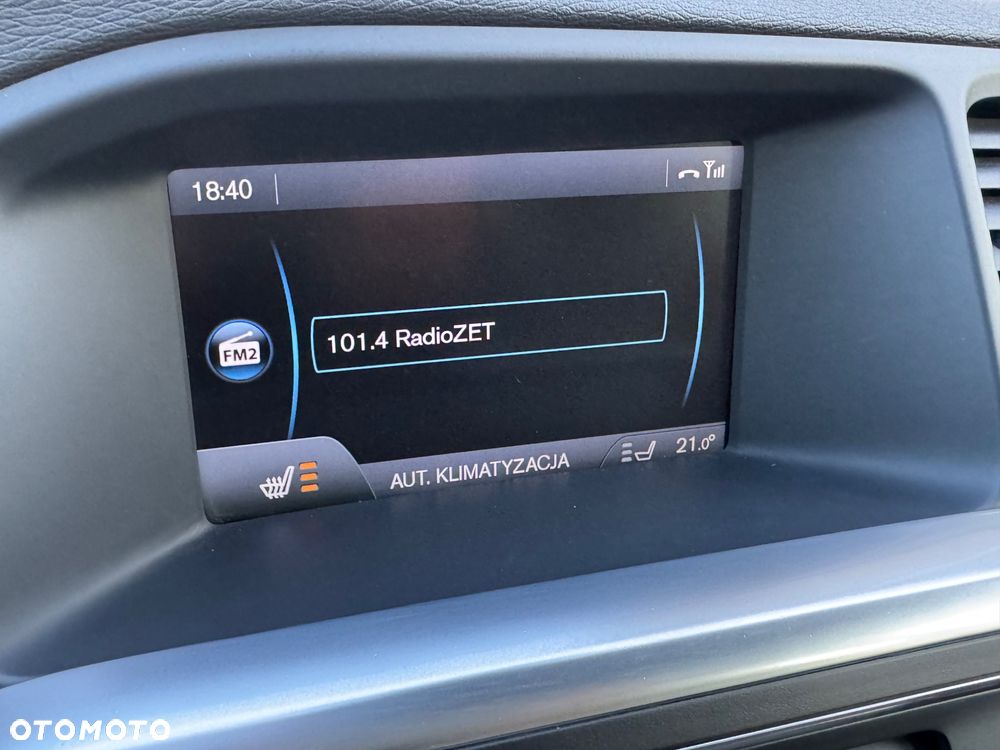 18:40
101.4 RadioZET
FM2
AUT. KLIMATYZACJA
21.0°
OTOMOTO